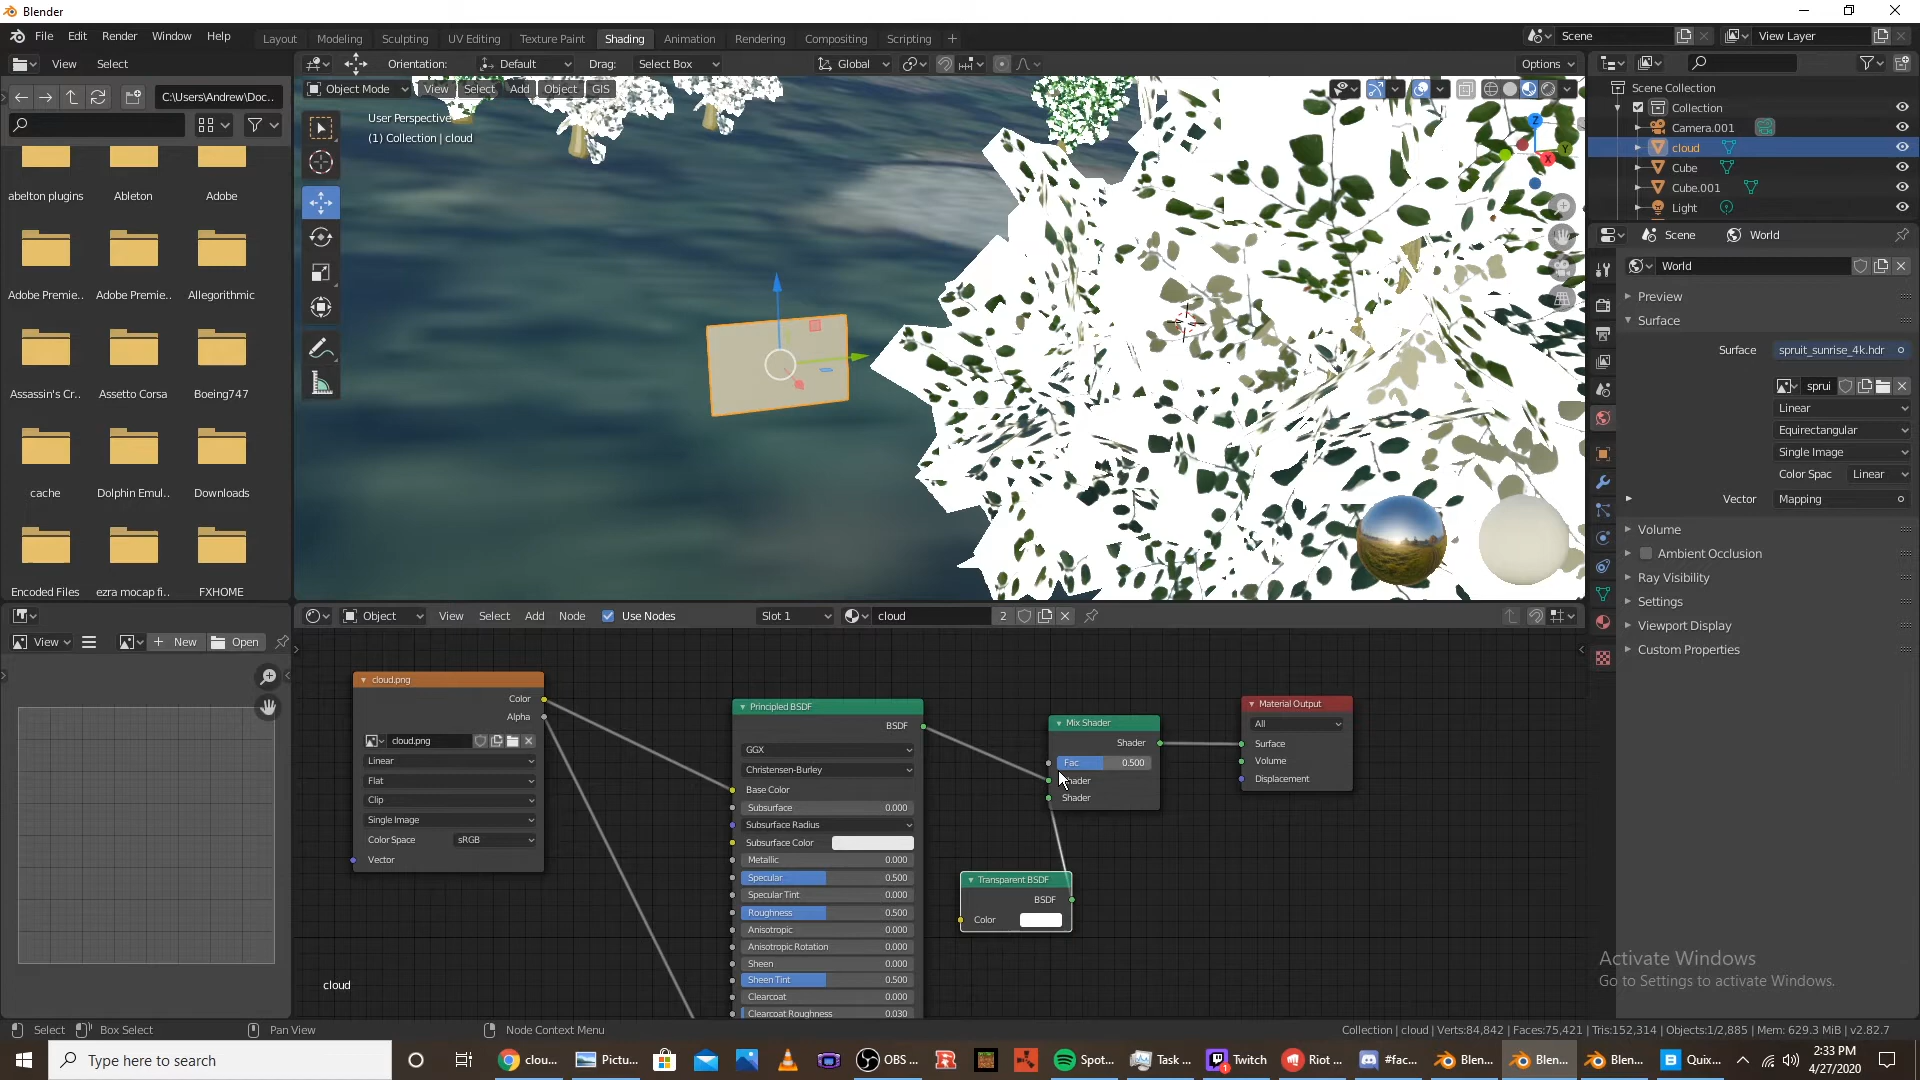 Blender
File Edit Render Window Help
Layout Modeling Sculpting UV Editing Texture Paint Shading Animation Rendering Compositing Scripting +
Scene
View Layer
View Select
Orientation: Default Drag: Select Box
Global
Options
C:\Users\Andrew\Doc..
Object Mode View Select Add Object GIS
User Perspective
(1) Collection | cloud
Z
Y
X
Scene Collection
Collection
Camera.001
cloud
Cube
Cube.001
Light
abelton plugins Ableton Adobe
Adobe Premie.. Adobe Premie.. Allegorithmic
Assassin's Cr.. Assetto Corsa Boeing747
cache Dolphin Emul.. Downloads
Encoded Files ezra mocap fi.. FXHOME
Scene World
World
Preview
Surface
Surface spruit_sunrise_4k.hdr
sprui
Linear
Equirectangular
Single Image
Color Spac Linear
Vector Mapping
Volume
Ambient Occlusion
Ray Visibility
Settings
Viewport Display
Custom Properties
Object View Select Add Node Use Nodes Slot 1 cloud 2
View New Open
cloud.png
Color
Alpha
cloud.png
Linear
Flat
Clip
Single Image
Color Space sRGB
Vector
Principled BSDF
BSDF
GGX
Christensen-Burley
Base Color
Subsurface 0.000
Subsurface Radius
Subsurface Color
Metallic 0.000
Specular 0.500
Specular Tint 0.000
Roughness 0.500
Anisotropic 0.000
Anisotropic Rotation 0.000
Sheen 0.000
Sheen Tint 0.500
Clearcoat 0.000
Clearcoat Roughness 0.030
Mix Shader
Shader
Fac 0.500
Shader
Shader
Transparent BSDF
BSDF
Color
Material Output
All
Surface
Volume
Displacement
cloud
Activate Windows
Go to Settings to activate Windows.
Select Box Select Pan View Node Context Menu
Collection | cloud | Verts:84,842 | Faces:75,421 | Tris:152,314 | Objects:1/2,885 | Mem: 629.3 MiB | v2.82.7
Type here to search
clou... Pictu... OBS ... Spot... Task ... Twitch Riot ... #fac... Blen... Blen... Blen... Quix...
2:33 PM
4/27/2020